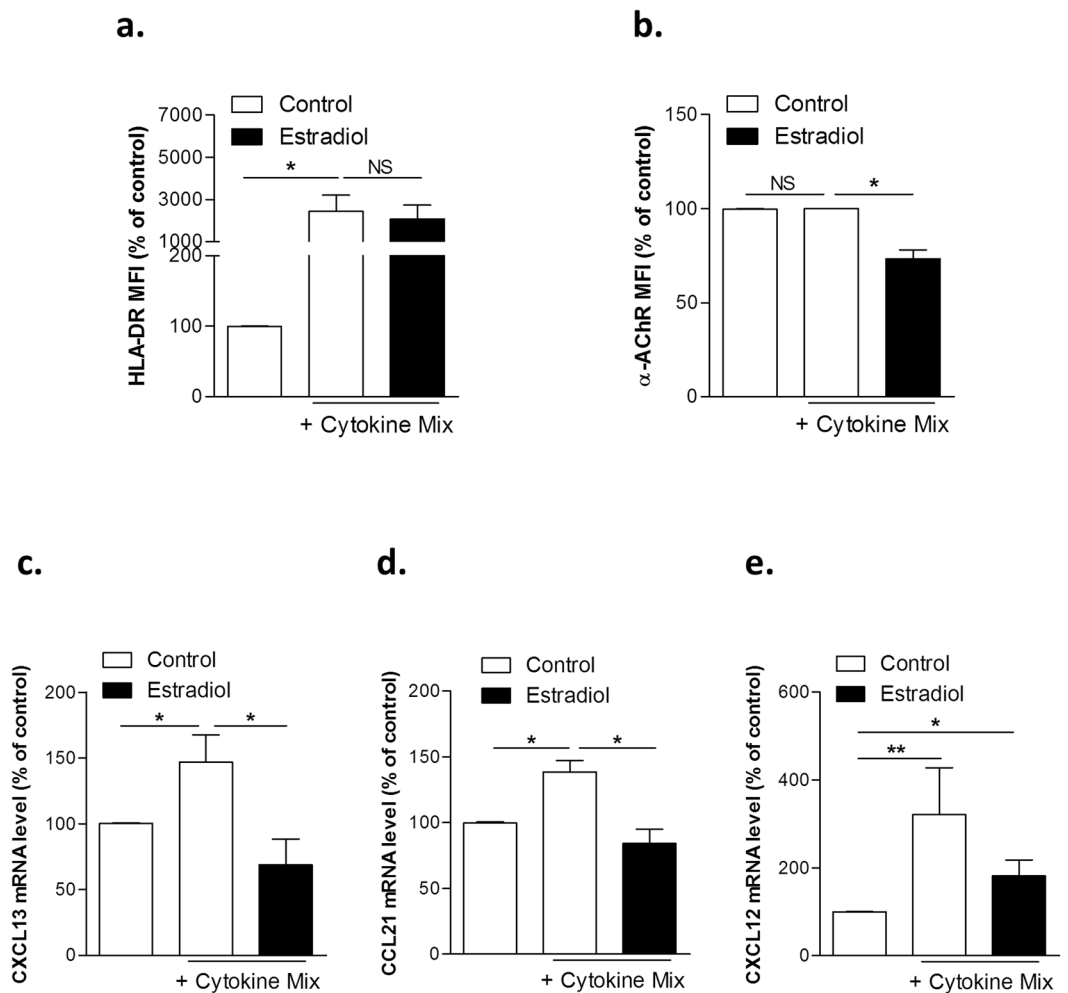 a.
HLA-DR MFI (% of control)
Control
Estradiol
7000
5000
3000
1000
200
100
0
*
NS
+ Cytokine Mix
b.
α-AChR MFI (% of control)
Control
Estradiol
150
100
50
0
NS
*
+ Cytokine Mix
c.
CXCL13 mRNA level (% of control)
Control
Estradiol
200
150
100
50
0
*
*
+ Cytokine Mix
d.
CCL21 mRNA level (% of control)
Control
Estradiol
200
150
100
50
0
*
*
+ Cytokine Mix
e.
CXCL12 mRNA level (% of control)
Control
Estradiol
600
400
200
0
*
**
+ Cytokine Mix